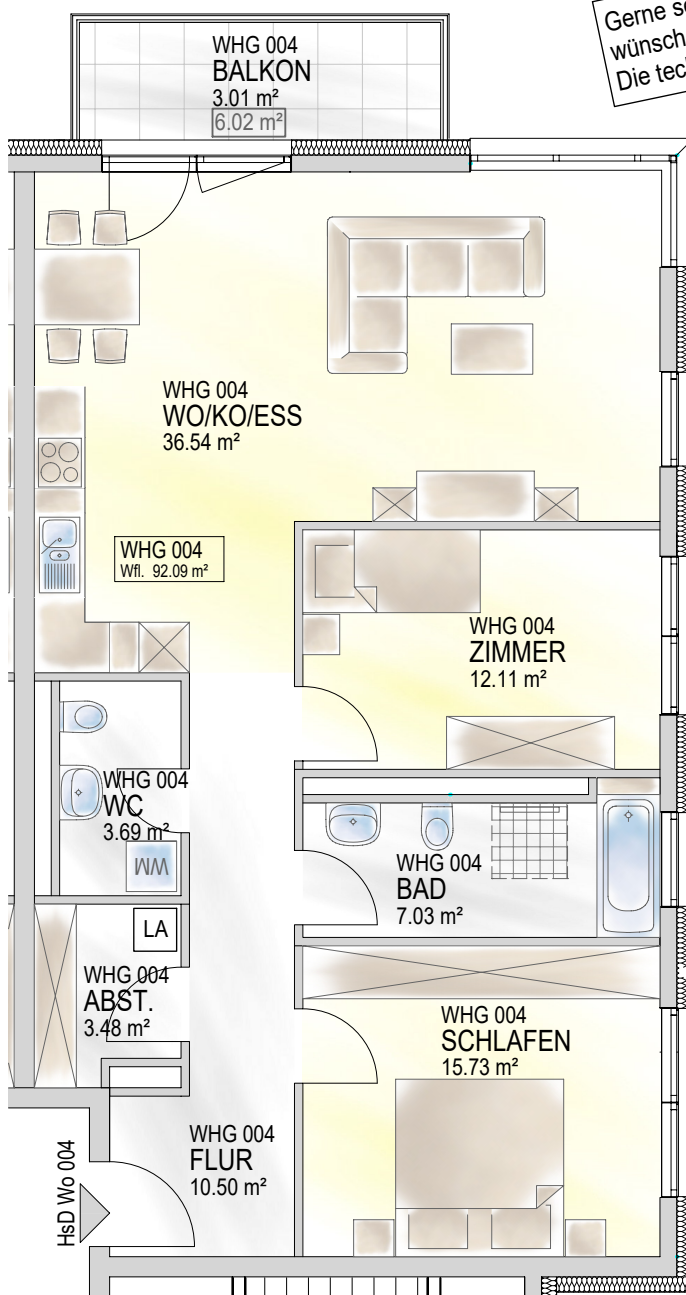 Gerne
wünsch
Die
WHG 004
BALKON
3.01 m²
6.02 m²
WHG 004
WO/KO/ESS
36.54 m²
WHG 004
Wfl. 92.09 m²
WHG 004
ZIMMER
12.11 m²
WHG 004
WC
3.69 m²
WM
WHG 004
BAD
7.03 m²
LA
WHG 004
ABST.
3.48 m²
WHG 004
SCHLAFEN
15.73 m²
WHG 004
FLUR
10.50 m²
HsD Wo 004